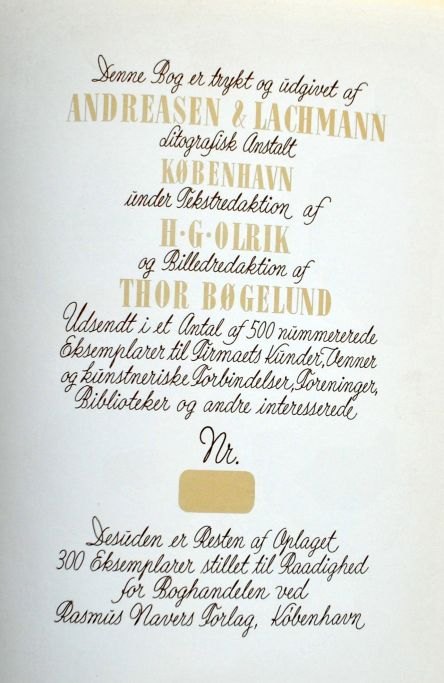 Denne Bog er trykt og udgivet af
ANDREASEN & LACHMANN
Litografisk Anstalt
KØBENHAVN
under Tekstredaktion af
H·G·OLRIK
og Billedredaktion af
THOR BØGELUND
Udsendt i et Antal af 500 nummererede
Eksemplarer til Firmaets Kunder, Venner
og kunstneriske Forbindelser, Foreninger,
Biblioteker og andre interesserede
Nr.
Desuden er Resten af Oplaget
300 Eksemplarer stillet til Raadighed
for Boghandelen ved
Rasmus Navers Forlag, København